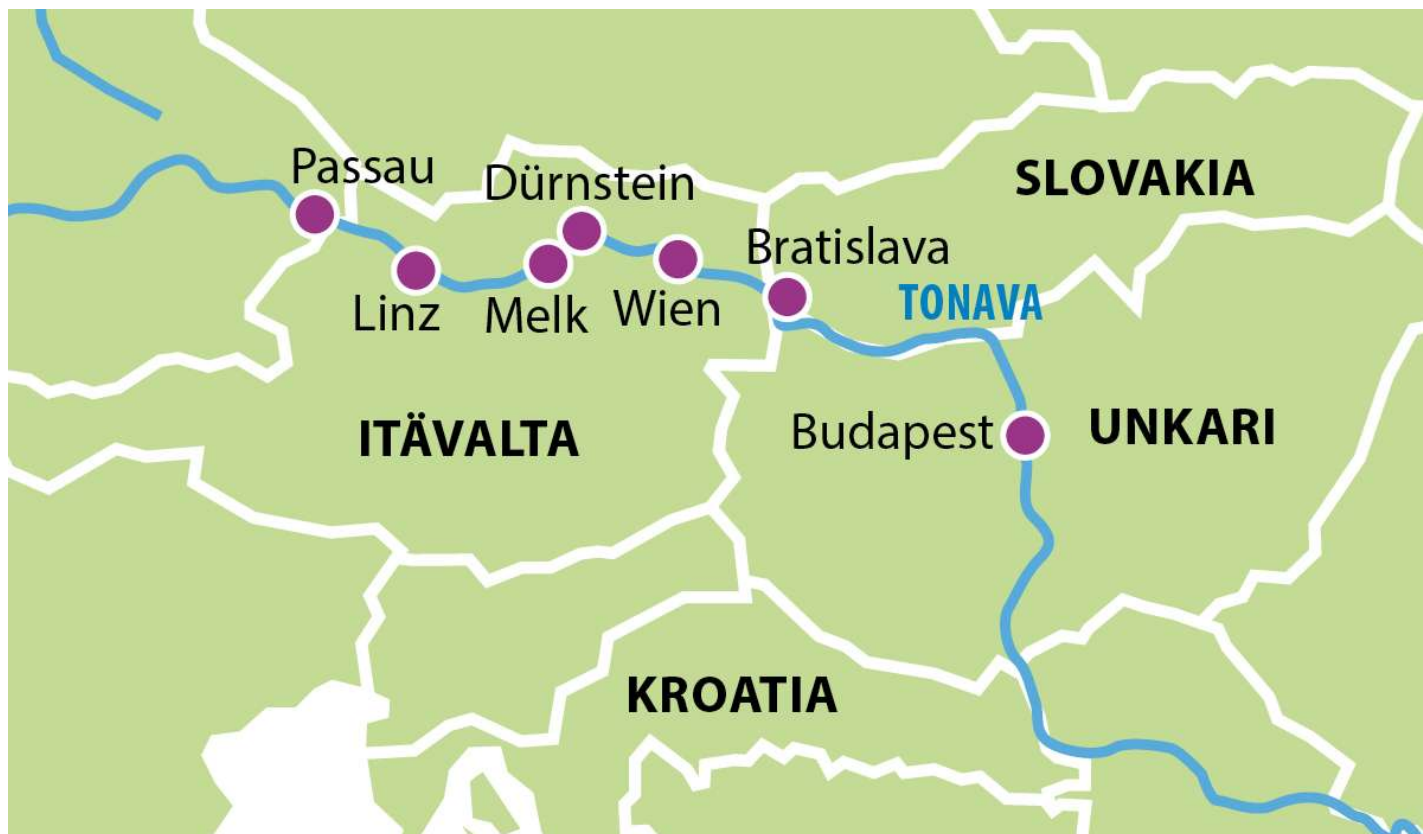 Passau
Dürnstein
SLOVAKIA
Bratislava
Linz
Melk
Wien
TONAVA
ITÄVALTA
Budapest
UNKARI
KROATIA